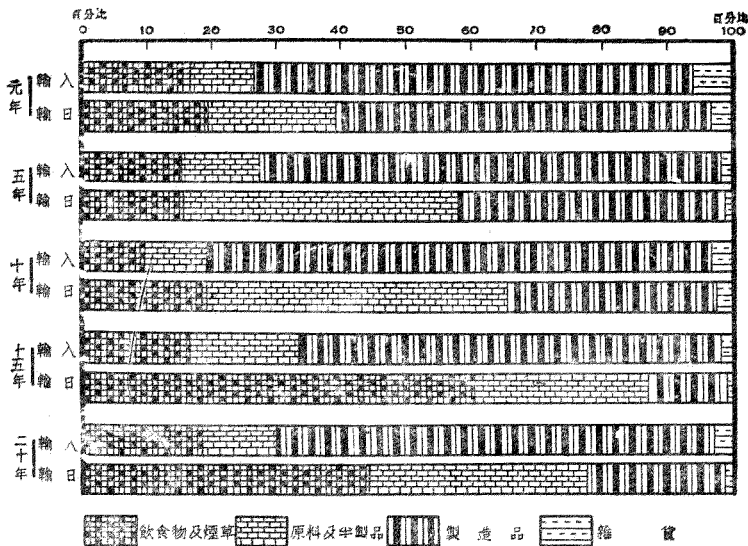 百分比 百分比
0 10 20 30 40 50 60 70 80 90 100
元年
輸入
輸日
五年
輸入
輸日
十年
輸入
輸日
十五年
輸入
輸日
二十年
輸入
輸日
飲食物及煙草 原料及半製品 製造品 雜貨